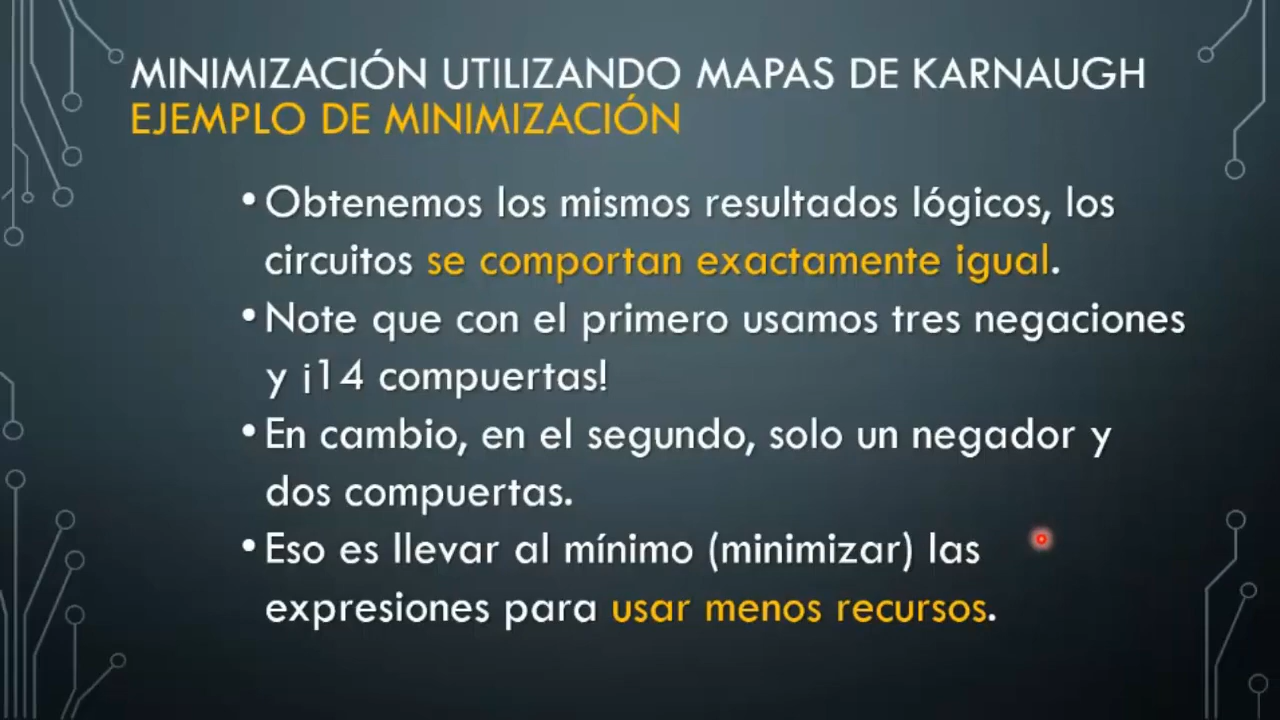 MINIMIZACIÓN UTILIZANDO MAPAS DE KARNAUGH
EJEMPLO DE MINIMIZACIÓN
• Obtenemos los mismos resultados lógicos, los
circuitos se comportan exactamente igual.
• Note que con el primero usamos tres negaciones
y ¡14 compuertas!
• En cambio, en el segundo, solo un negador y
dos compuertas.
• Eso es llevar al mínimo (minimizar) las
expresiones para usar menos recursos.